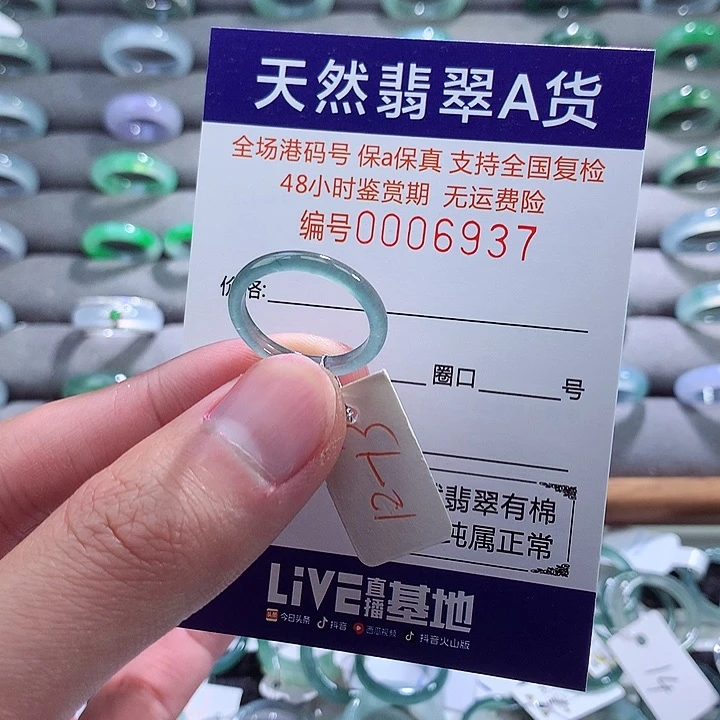 天然翡翠A货
全场港码号 保a保真 支持全国复检
48小时鉴赏期 无运费险
编号0006937
价格:
圈口 号
翡翠有棉
纯属正常
LiVE直播基地
头条 今日头条 抖音 西瓜视频 抖音火山版
14